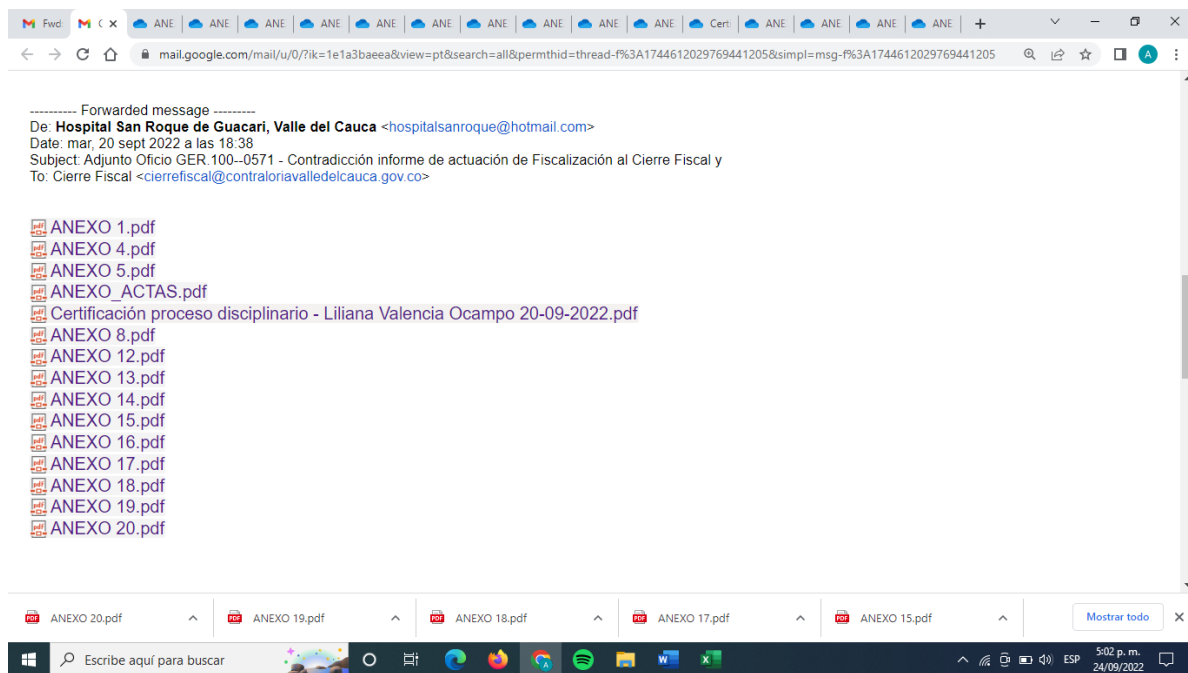 Fwd: M ( ANE ANE ANE ANE ANE ANE ANE ANE ANE ANE Certi ANE ANE ANE ANE
mail.google.com/mail/u/0/?ik=1e1a3baeea&view=pt&search=all&permthid=thread-f%3A1744612029769441205&simpl=msg-f%3A1744612029769441205 A
---------- Forwarded message ---------
De: Hospital San Roque de Guacari, Valle del Cauca <hospitalsanroque@hotmail.com>
Date: mar, 20 sept 2022 a las 18:38
Subject: Adjunto Oficio GER.100--0571 - Contradicción informe de actuación de Fiscalización al Cierre Fiscal y
To: Cierre Fiscal <cierrefiscal@contraloriavalledelcauca.gov.co>
ANEXO 1.pdf
ANEXO 4.pdf
ANEXO 5.pdf
ANEXO_ACTAS.pdf
Certificación proceso disciplinario - Liliana Valencia Ocampo 20-09-2022.pdf
ANEXO 8.pdf
ANEXO 12.pdf
ANEXO 13.pdf
ANEXO 14.pdf
ANEXO 15.pdf
ANEXO 16.pdf
ANEXO 17.pdf
ANEXO 18.pdf
ANEXO 19.pdf
ANEXO 20.pdf
ANEXO 20.pdf ANEXO 19.pdf ANEXO 18.pdf ANEXO 17.pdf ANEXO 15.pdf Mostrar todo
Escribe aquí para buscar ESP 5:02 p. m.
24/09/2022